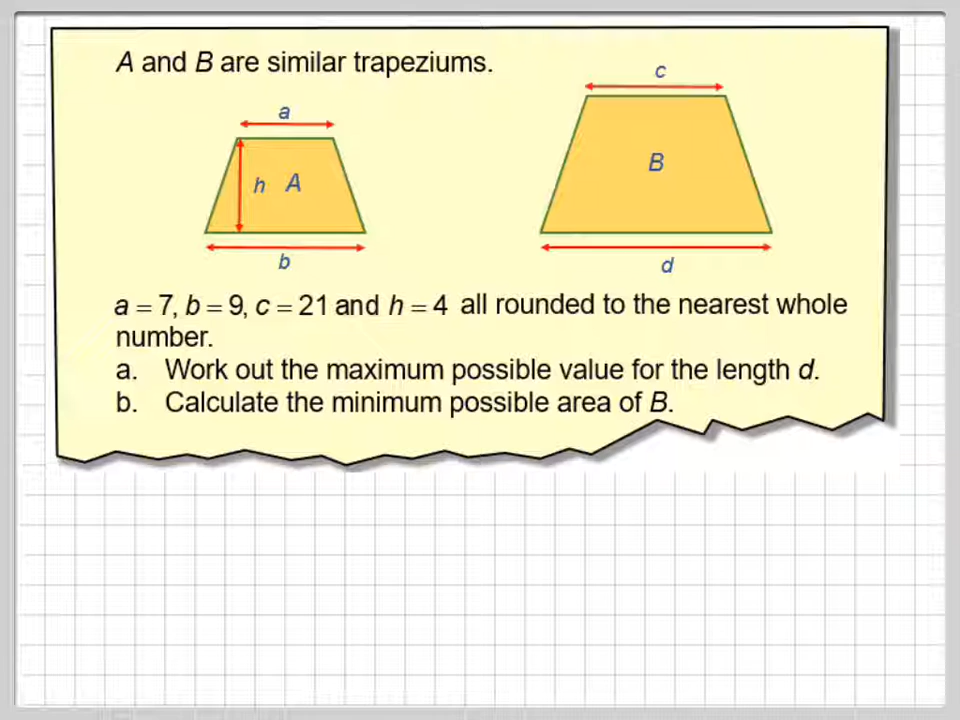 A and B are similar trapeziums.
c
a
B
h A
b
d
a = 7, b = 9, c = 21 and h = 4 all rounded to the nearest whole
number.
a. Work out the maximum possible value for the length d.
b. Calculate the minimum possible area of B.